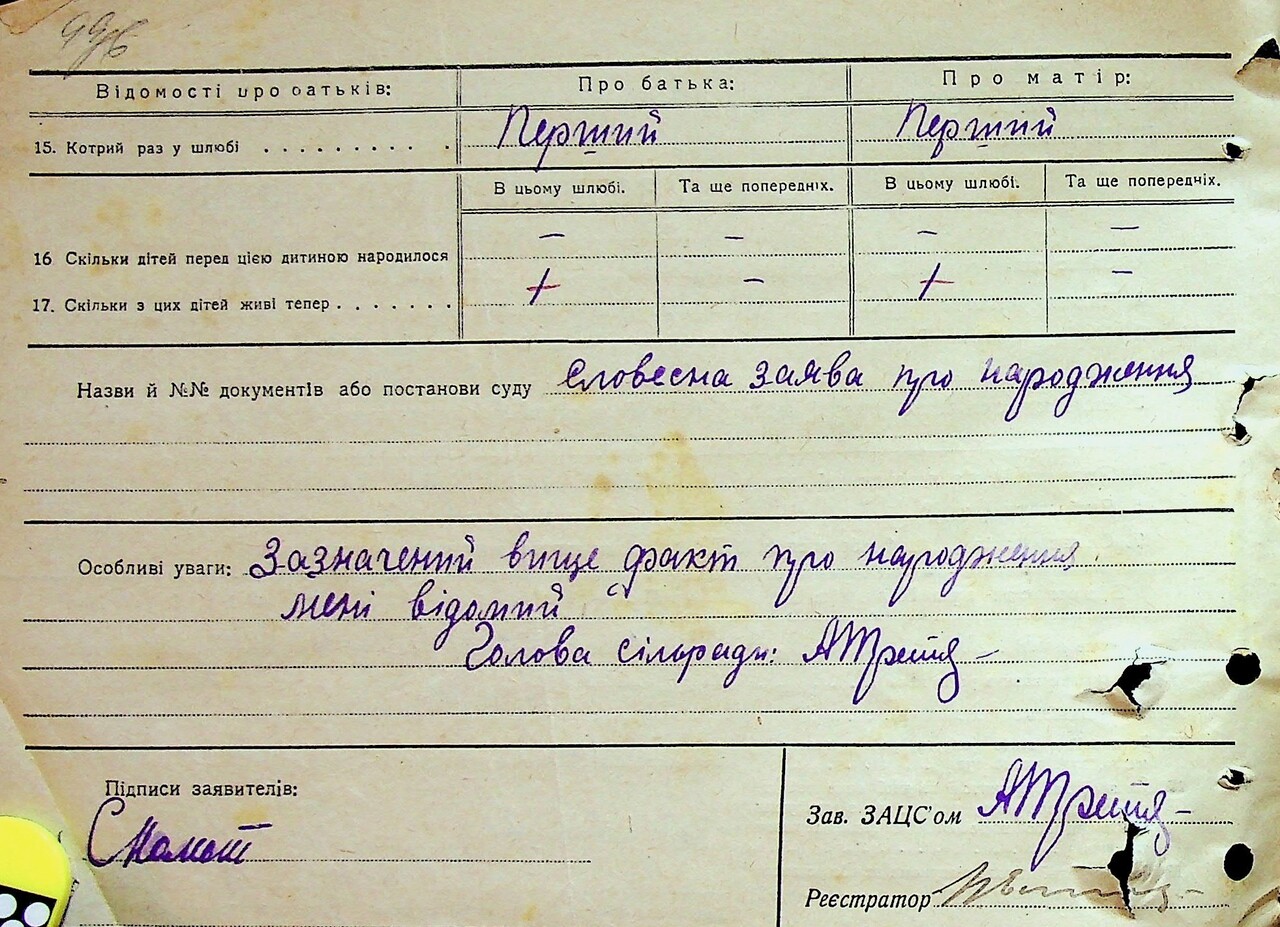 Відомості про батьків: Про батька: Про матір:
15. Котрий раз у шлюбі . . . . . . . . . . Перший Перший
В цьому шлюбі. Та ще попередніх. В цьому шлюбі. Та ще попередніх.
16 Скільки дітей перед цією дитиною народилося — — — —
17. Скільки з цих дітей живі тепер . . . . . . . + — + —
Назви й №№ документів або постанови суду Словесна заява про народження
Особливі уваги: Зазначений вище факт про народження
мені відомий
Голова сільради:
Підписи заявителів:
Зав. ЗАЦС'ом
Реєстратор